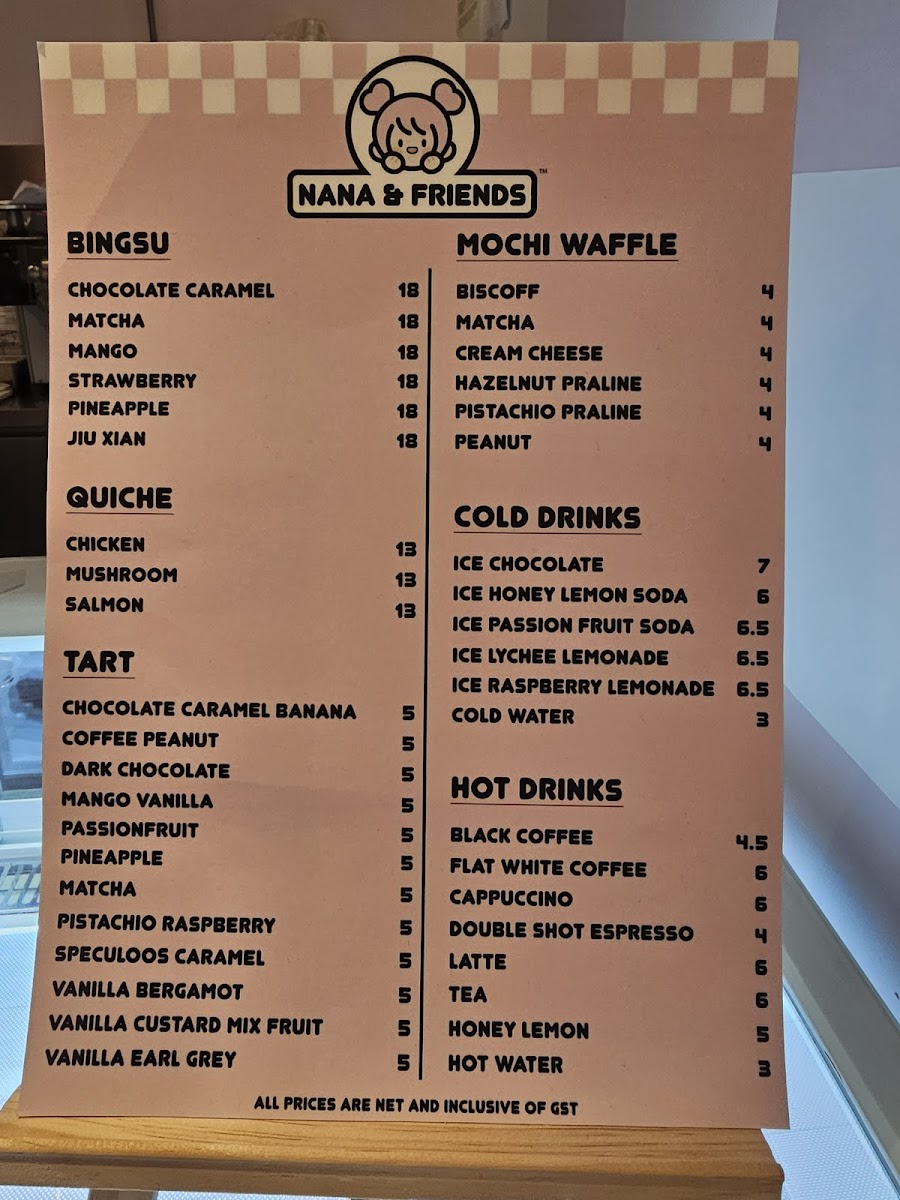 NANA & FRIENDS™
BINGSU
CHOCOLATE CARAMEL 18
MATCHA 18
MANGO 18
STRAWBERRY 18
PINEAPPLE 18
JIU XIAN 18
QUICHE
CHICKEN 13
MUSHROOM 13
SALMON 13
TART
CHOCOLATE CARAMEL BANANA 5
COFFEE PEANUT 5
DARK CHOCOLATE 5
MANGO VANILLA 5
PASSIONFRUIT 5
PINEAPPLE 5
MATCHA 5
PISTACHIO RASPBERRY 5
SPECULOOS CARAMEL 5
VANILLA BERGAMOT 5
VANILLA CUSTARD MIX FRUIT 5
VANILLA EARL GREY 5
MOCHI WAFFLE
BISCOFF 4
MATCHA 4
CREAM CHEESE 4
HAZELNUT PRALINE 4
PISTACHIO PRALINE 4
PEANUT 4
COLD DRINKS
ICE CHOCOLATE 7
ICE HONEY LEMON SODA 6
ICE PASSION FRUIT SODA 6.5
ICE LYCHEE LEMONADE 6.5
ICE RASPBERRY LEMONADE 6.5
COLD WATER 3
HOT DRINKS
BLACK COFFEE 4.5
FLAT WHITE COFFEE 6
CAPPUCCINO 6
DOUBLE SHOT ESPRESSO 4
LATTE 6
TEA 6
HONEY LEMON 5
HOT WATER 3
ALL PRICES ARE NET AND INCLUSIVE OF GST